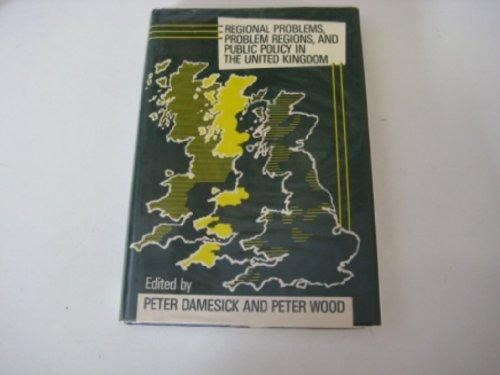 REGIONAL PROBLEMS,
PROBLEM REGIONS, AND
PUBLIC POLICY IN
THE UNITED KINGDOM
Edited by
PETER DAMESICK AND PETER WOOD